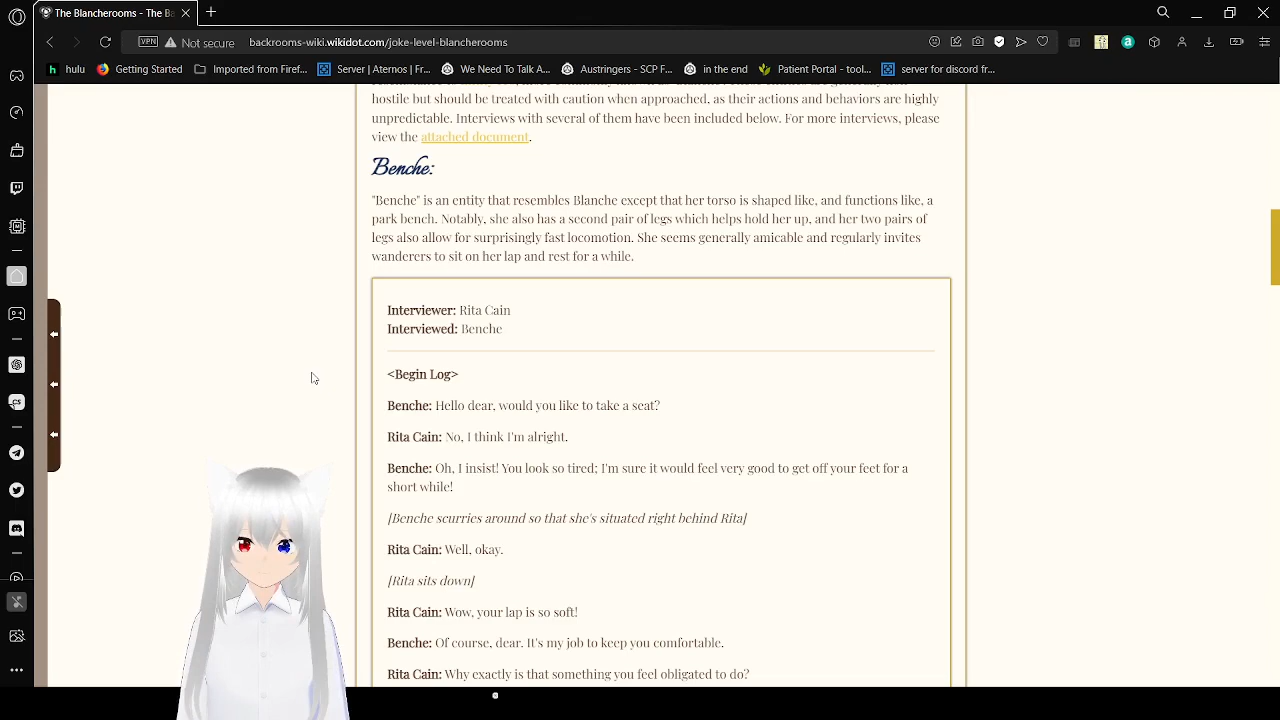 The Blancherooms - The Ba
VPN Not secure backrooms-wiki.wikidot.com/joke-level-blancherooms
hulu Getting Started Imported from Firef... Server | Aternos | Fr... We Need To Talk A... Austringers - SCP F... in the end Patient Portal - tool... server for discord fr...
hostile but should be treated with caution when approached, as their actions and behaviors are highly
unpredictable. Interviews with several of them have been included below. For more interviews, please
view the attached document.
Benche:
"Benche" is an entity that resembles Blanche except that her torso is shaped like, and functions like, a
park bench. Notably, she also has a second pair of legs which helps hold her up, and her two pairs of
legs also allow for surprisingly fast locomotion. She seems generally amicable and regularly invites
wanderers to sit on her lap and rest for a while.
Interviewer: Rita Cain
Interviewed: Benche
<Begin Log>
Benche: Hello dear, would you like to take a seat?
Rita Cain: No, I think I'm alright.
Benche: Oh, I insist! You look so tired; I'm sure it would feel very good to get off your feet for a
short while!
[Benche scurries around so that she's situated right behind Rita]
Rita Cain: Well, okay.
[Rita sits down]
Rita Cain: Wow, your lap is so soft!
Benche: Of course, dear. It's my job to keep you comfortable.
Rita Cain: Why exactly is that something you feel obligated to do?